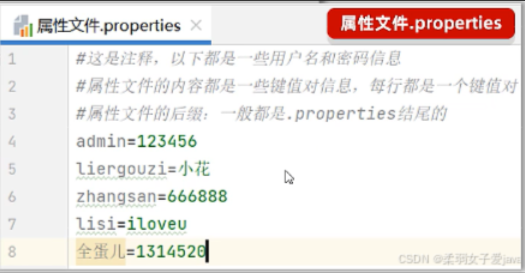 属性文件.properties
属性文件.properties
1 #这是注释，以下都是一些用户名和密码信息
2 #属性文件的内容都是一些键值对信息，每行都是一个键值对
3 #属性文件的后缀：一般都是.properties结尾的
4 admin=123456
5 liergouzi=小花
6 zhangsan=666888
7 lisi=iloveu
8 全蛋儿=1314520
CSDN @柔弱女子爱java